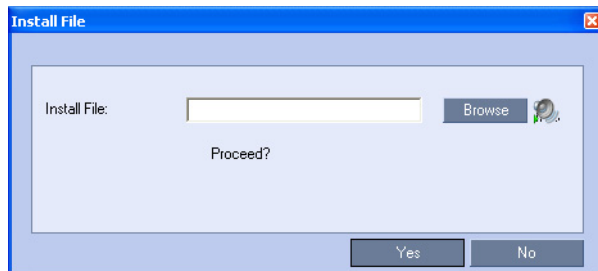 Install File
Install File:
Browse
Proceed?
Yes
No